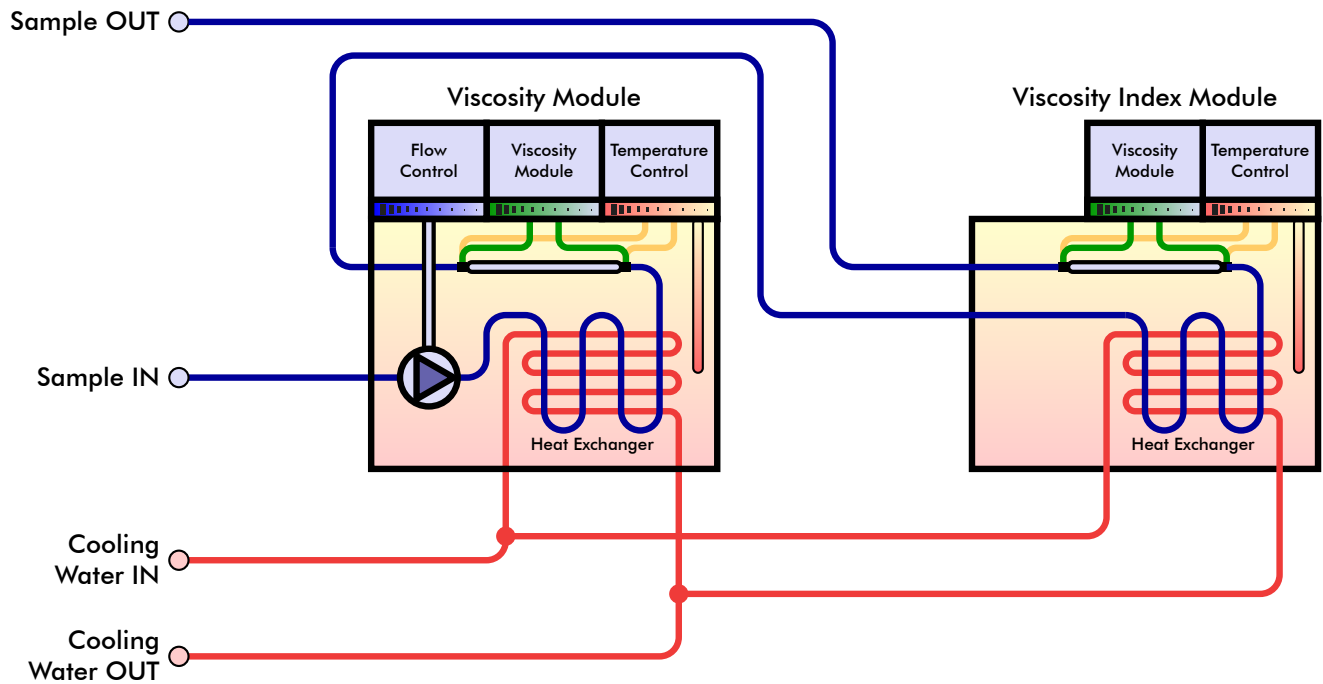 Sample OUT
Viscosity Module
Viscosity Index Module
Flow
Control
Viscosity
Module
Temperature
Control
Viscosity
Module
Temperature
Control
Sample IN
Heat Exchanger
Heat Exchanger
Cooling
Water IN
Cooling
Water OUT